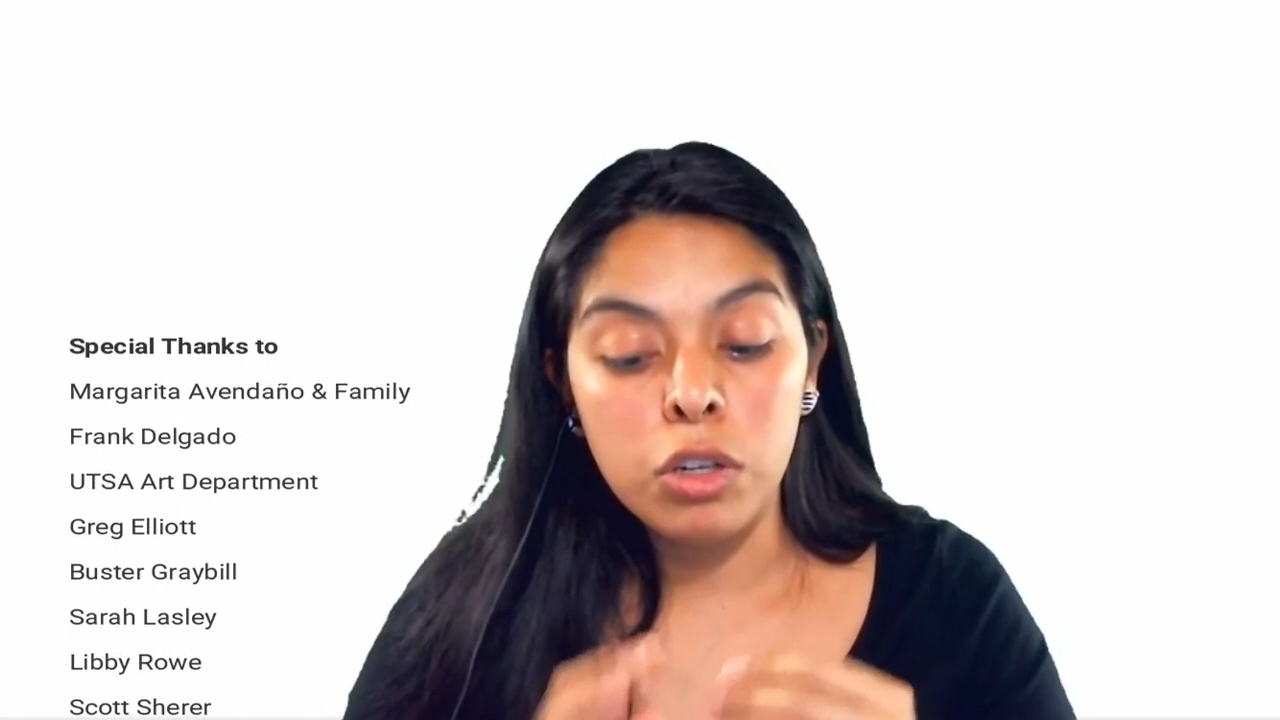 Special Thanks to
Margarita Avendaño & Family
Frank Delgado
UTSA Art Department
Greg Elliott
Buster Graybill
Sarah Lasley
Libby Rowe
Scott Sherer